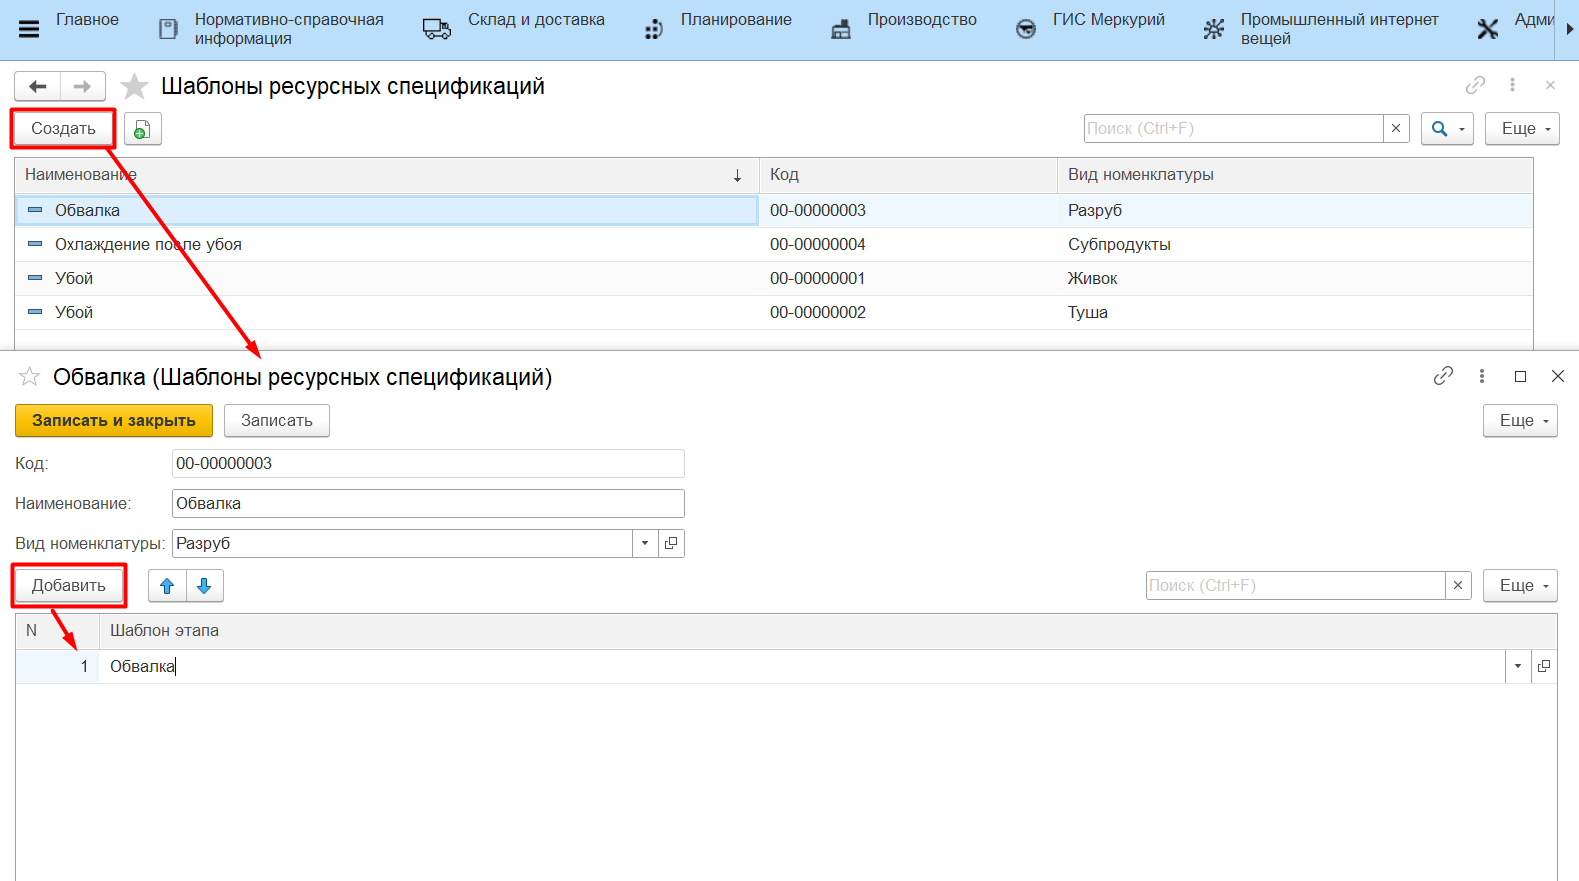 Главное
Нормативно-справочная
информация
Склад и доставка
Планирование
Производство
ГИС Меркурий
Промышленный интернет
вещей
Адми
Шаблоны ресурсных спецификаций
Создать
Поиск (Ctrl+F)
Еще
Наименование
Код
Вид номенклатуры
Обвалка
00-00000003
Разруб
Охлаждение после убоя
00-00000004
Субпродукты
Убой
00-00000001
Живок
Убой
00-00000002
Туша
Обвалка (Шаблоны ресурсных спецификаций)
Записать и закрыть
Записать
Еще
Код:
00-00000003
Наименование:
Обвалка
Вид номенклатуры:
Разруб
Добавить
Поиск (Ctrl+F)
Еще
N
Шаблон этапа
1
Обвалка